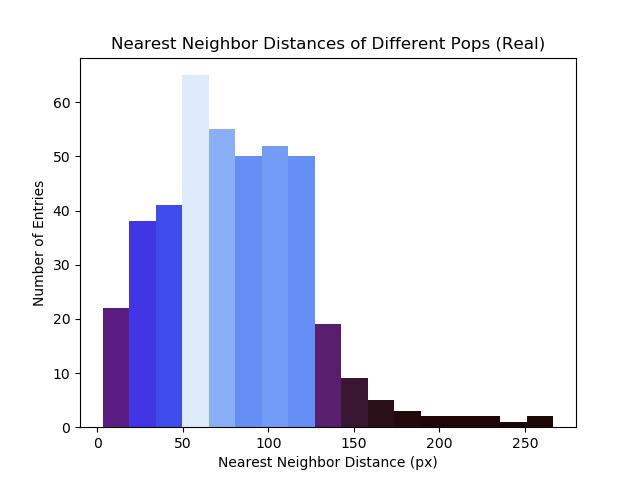 Nearest Neighbor Distances of Different Pops (Real)
60
50
40
30
20
10
0
Number of Entries
0 50 100 150 200 250
Nearest Neighbor Distance (px)